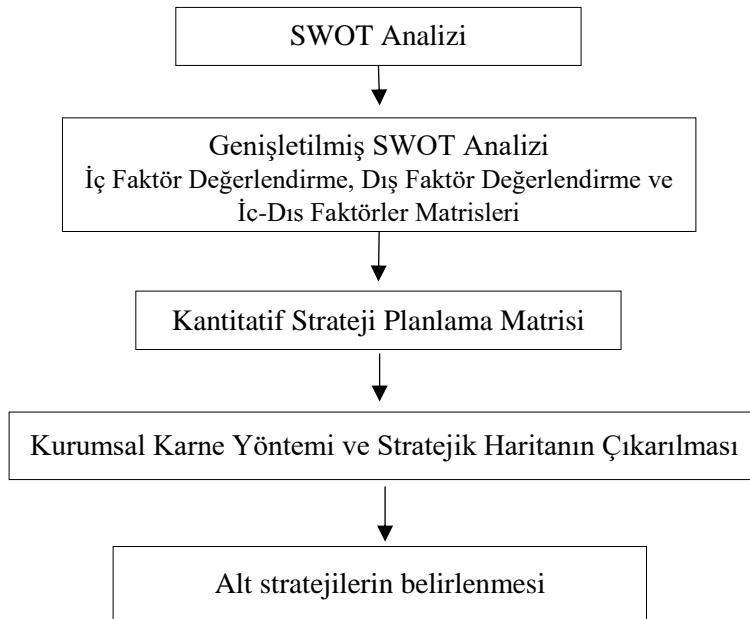 SWOT Analizi
Genişletilmiş SWOT Analizi
İç Faktör Değerlendirme, Dış Faktör Değerlendirme ve
İç-Dıs Faktörler Matrisleri
Kantitatif Strateji Planlama Matrisi
Kurumsal Karne Yöntemi ve Stratejik Haritanın Çıkarılması
Alt stratejilerin belirlenmesi